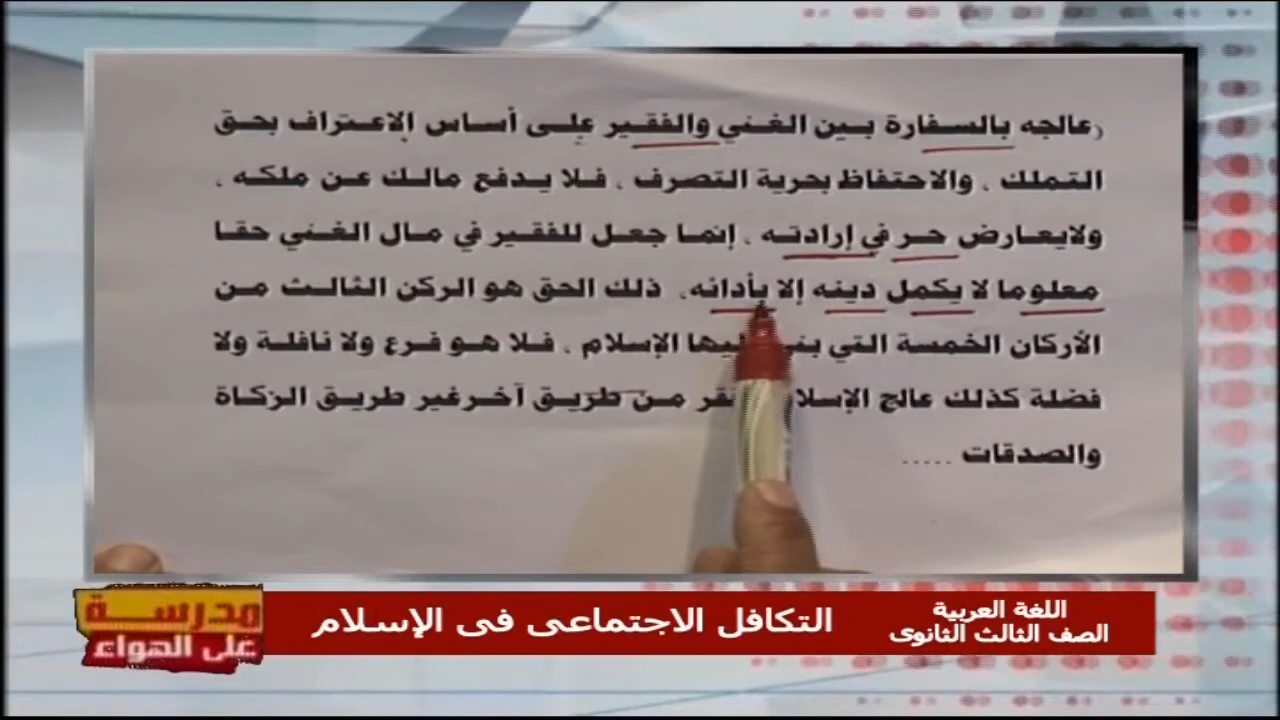 (عالجه بالسفارة بين الغني والفقير على أساس الاعتراف بحق
التملك ، والاحتفاظ بحرية التصرف ، فلا يدفع مالك عن ملكه ،
ولايعارض حر في إرادته ، إنما جعل للفقير في مال الغني حقا
معلوما لا يكمل دينه إلا بأدائه، ذلك الحق هو الركن الثالث من
الأركان الخمسة التي الإسلام ، فلا هو فرع ولا نافلة ولا
فضلة كذلك عالج من طريق آخر غير طريق الزكاة
والصدقات .....
اللغة العربية
الصف الثالث الثانوى
التكافل الاجتماعى فى الإسلام
مدرسة
على الهواء